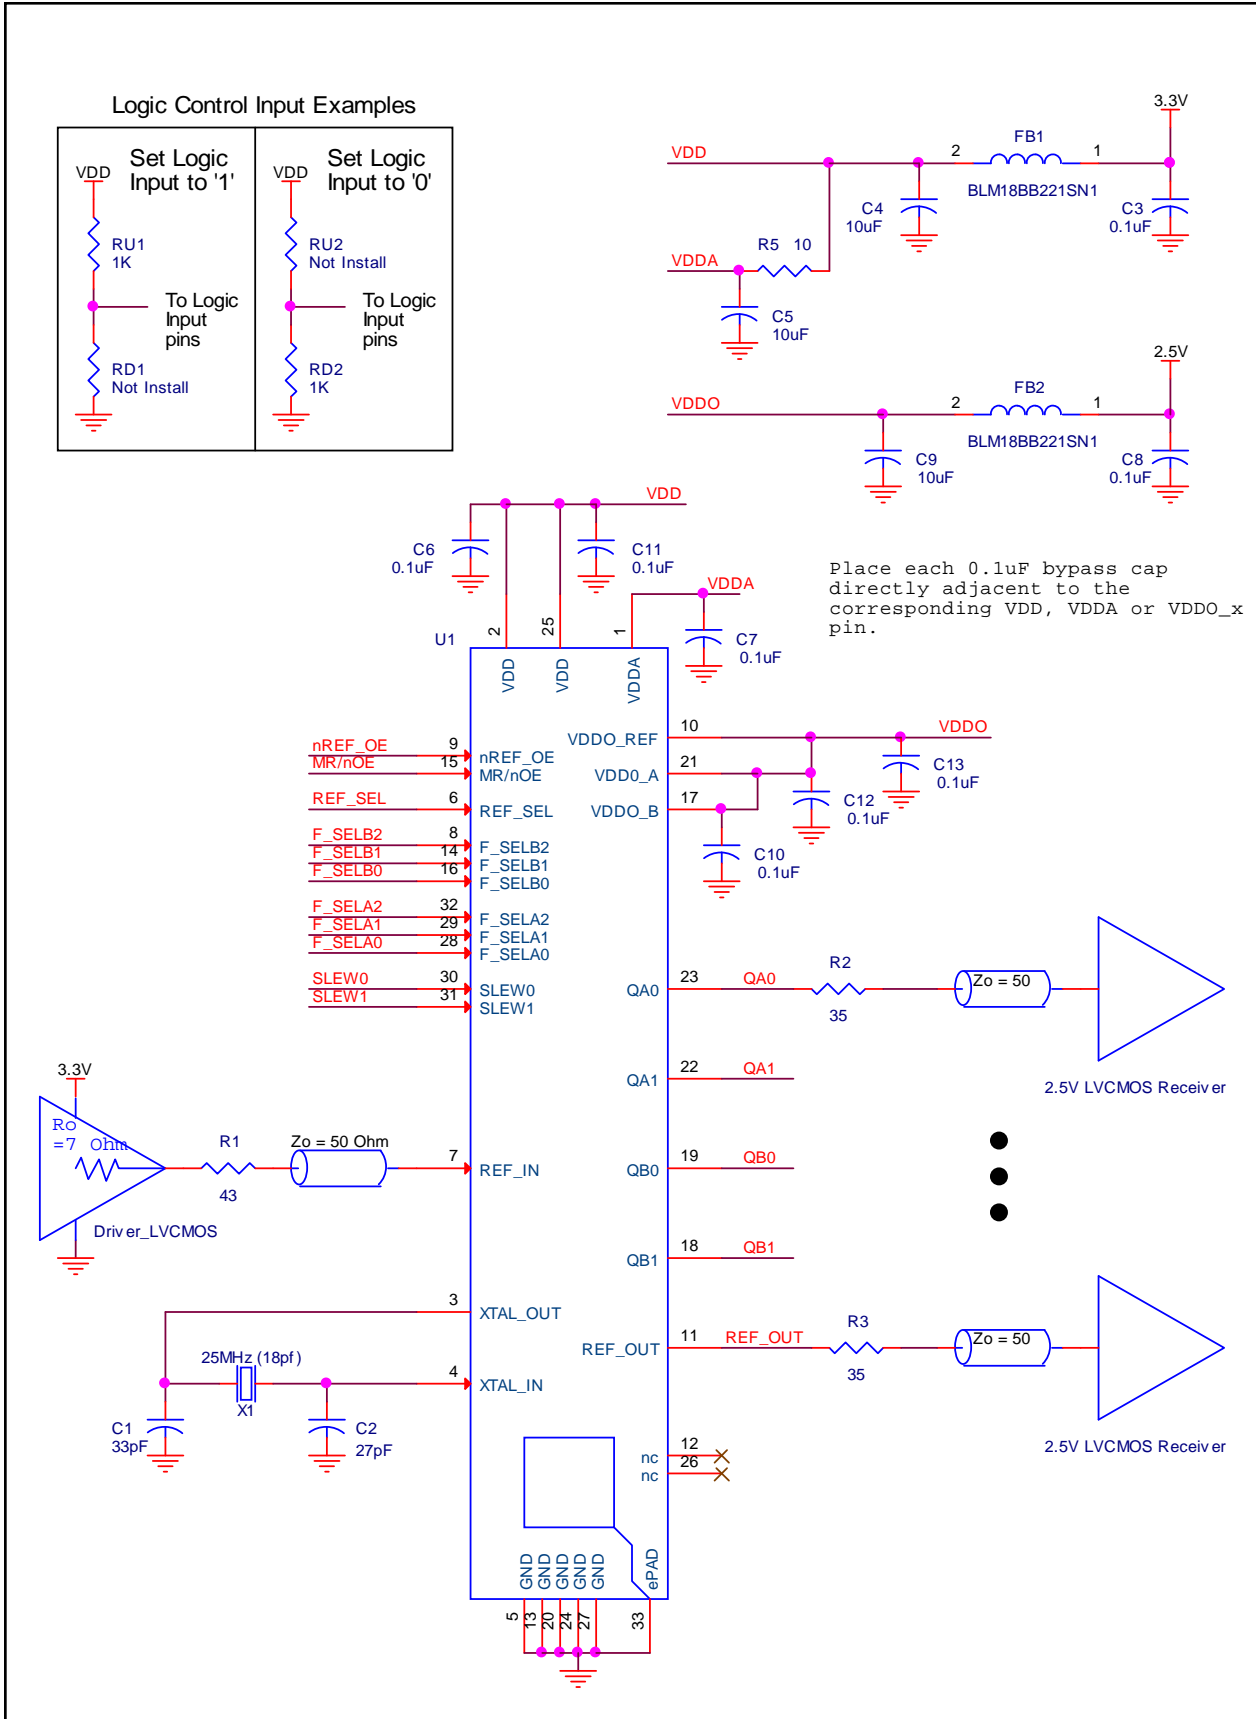 Logic Control Input Examples
Set Logic
Input to '1'
VDD
RU1
1K
To Logic
Input
pins
RD1
Not Install
Set Logic
Input to '0'
VDD
RU2
Not Install
To Logic
Input
pins
RD2
1K
3.3V
VDD
2
FB1
1
BLM18BB221SN1
C4
10uF
C3
0.1uF
R5 10
VDDA
C5
10uF
2.5V
VDDO
2
FB2
1
BLM18BB221SN1
C9
10uF
C8
0.1uF
VDD
C6
0.1uF
C11
0.1uF
VDDA
C7
0.1uF
Place each 0.1uF bypass cap
directly adjacent to the
corresponding VDD, VDDA or VDDO_x
pin.
U1
2
25
1
VDD
VDD
VDDA
nREF_OE
9
nREF_OE
MR/nOE
15
MR/nOE
REF_SEL
6
REF_SEL
F_SELB2
8
F_SELB2
F_SELB1
14
F_SELB1
F_SELB0
16
F_SELB0
F_SELA2
32
F_SELA2
F_SELA1
29
F_SELA1
F_SELA0
28
F_SELA0
SLEW0
30
SLEW0
SLEW1
31
SLEW1
VDDO_REF
10
VDDO
VDD0_A
21
VDDO_B
17
C13
0.1uF
C12
0.1uF
C10
0.1uF
QA0
23
QA0
R2
35
Zo = 50
2.5V LVCMOS Receiver
QA1
22
QA1
QB0
19
QB0
QB1
18
QB1
3.3V
Ro
=7 Ohm
R1
43
Zo = 50 Ohm
7
REF_IN
Driver_LVCMOS
3
XTAL_OUT
25MHz (18pf)
X1
4
XTAL_IN
C1
33pF
C2
27pF
REF_OUT
11
REF_OUT
R3
35
Zo = 50
2.5V LVCMOS Receiver
nc
12
nc
26
GND
GND
GND
GND
GND
ePAD
5
13
20
24
27
33